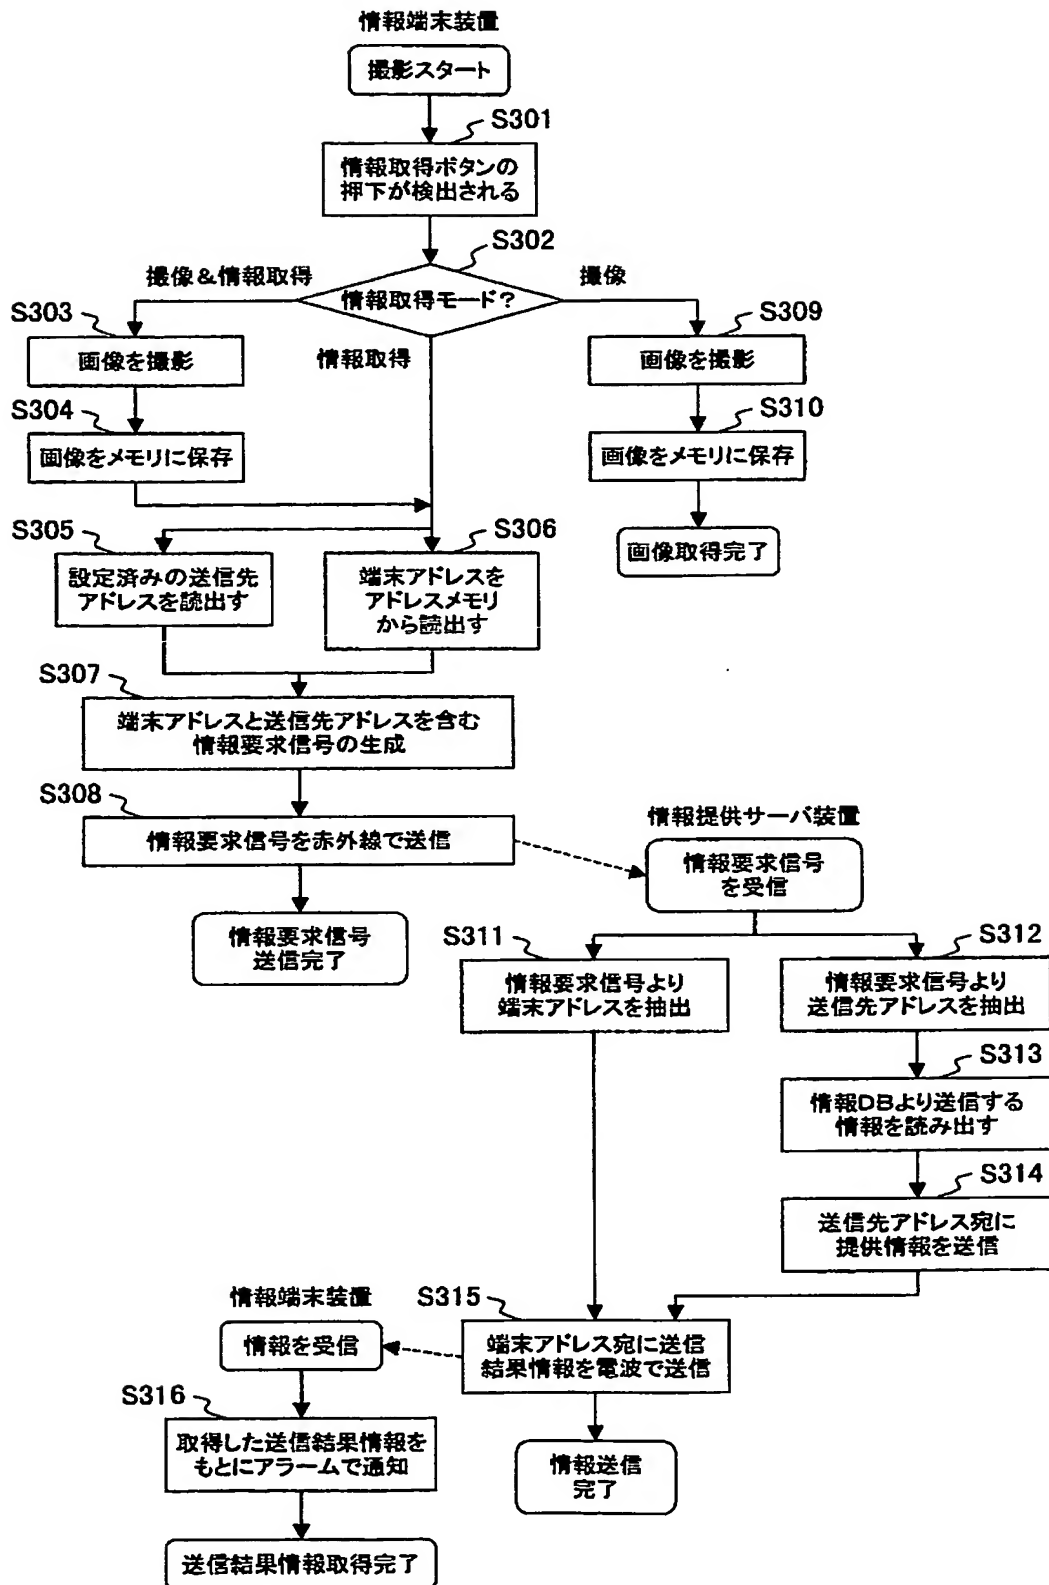 情報端末装置
撮影スタート
S301
情報取得ボタンの
押下が検出される
S302
撮像＆情報取得
情報取得モード？
撮像
情報取得
S303
画像を撮影
S304
画像をメモリに保存
S309
画像を撮影
S310
画像をメモリに保存
画像取得完了
S305
設定済みの送信先
アドレスを読出す
S306
端末アドレスを
アドレスメモリ
から読出す
S307
端末アドレスと送信先アドレスを含む
情報要求信号の生成
S308
情報要求信号を赤外線で送信
情報要求信号
送信完了
情報提供サーバ装置
情報要求信号
を受信
S311
情報要求信号より
端末アドレスを抽出
S312
情報要求信号より
送信先アドレスを抽出
S313
情報DBより送信する
情報を読み出す
S314
送信先アドレス宛に
提供情報を送信
S315
端末アドレス宛に送信
結果情報を電波で送信
情報送信
完了
情報端末装置
情報を受信
S316
取得した送信結果情報を
もとにアラームで通知
送信結果情報取得完了